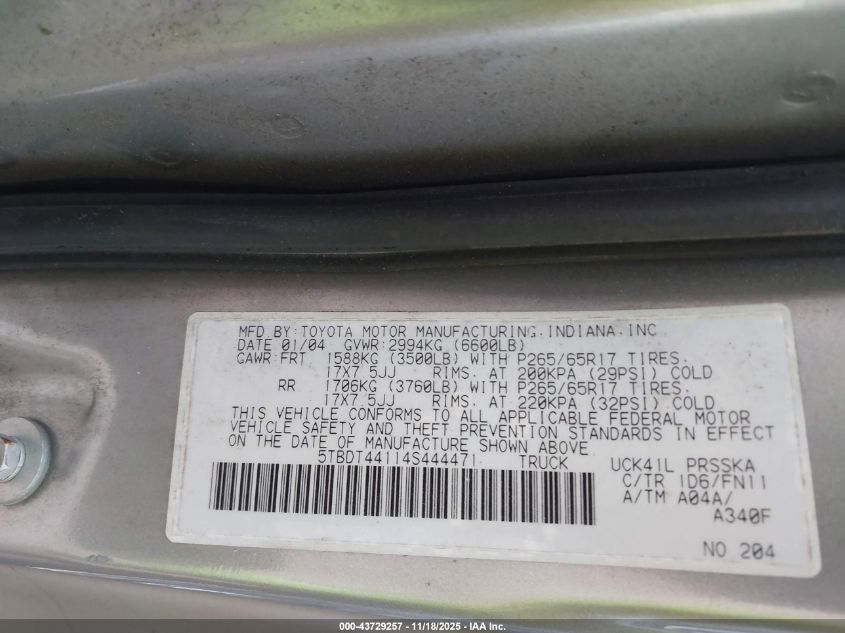 MFD BY: TOYOTA MOTOR MANUFACTURING, INDIANA, INC
DATE 01/04 GVWR: 2994KG (6600LB)
GAWR: FRT 1588KG (3500LB) WITH P265/65R17 TIRES.
17X7.5JJ RIMS. AT 200KPA (29PSI) COLD
RR 1706KG (3760LB) WITH P265/65R17 TIRES.
17X7.5JJ RIMS. AT 220KPA (32PSI) COLD
THIS VEHICLE CONFORMS TO ALL APPLICABLE FEDERAL MOTOR
VEHICLE SAFETY AND THEFT PREVENTION STANDARDS IN EFFECT
ON THE DATE OF MANUFACTURE SHOWN ABOVE
5TBDT44114S444471 TRUCK UCK41L PRSSKA
C/TR 1D6/FN11
A/TM A04A/
A340F
NO 204
000-43729257 - 11/18/2025 - IAA Inc.